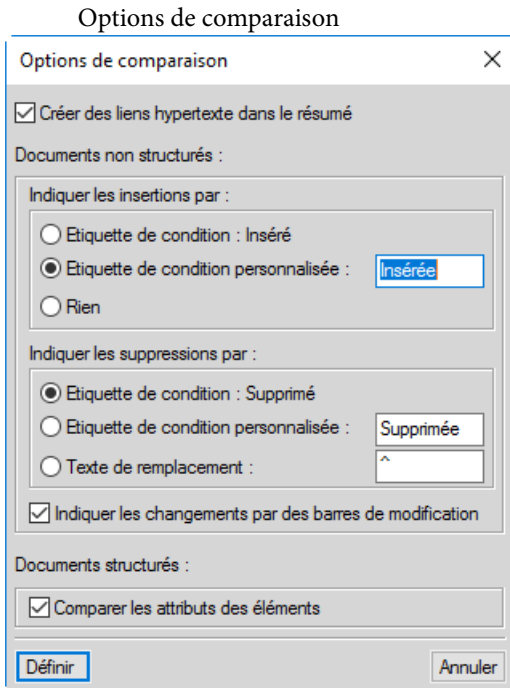 Options de comparaison
Options de comparaison
Créer des liens hypertexte dans le résumé
Documents non structurés :
Indiquer les insertions par :
Etiquette de condition : Inséré
Etiquette de condition personnalisée : Insérée
Rien
Indiquer les suppressions par :
Etiquette de condition : Supprimé
Etiquette de condition personnalisée : Supprimée
Texte de remplacement : ^
Indiquer les changements par des barres de modification
Documents structurés :
Comparer les attributs des éléments
Définir Annuler